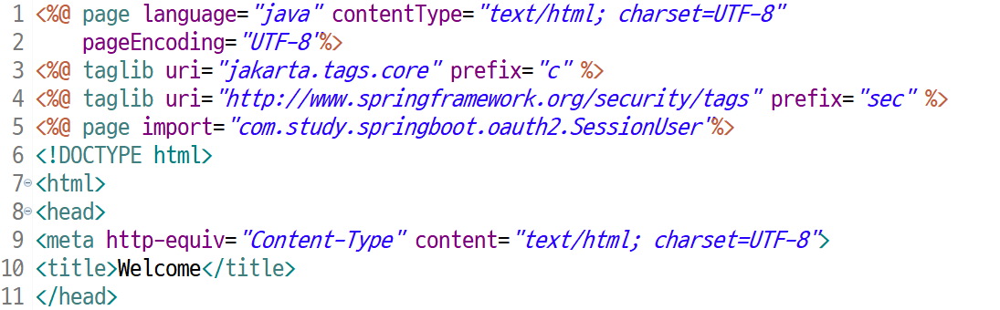 1 <%@ page language="java" contentType="text/html; charset=UTF-8"
2     pageEncoding="UTF-8"%>
3 <%@ taglib uri="jakarta.tags.core" prefix="c" %>
4 <%@ taglib uri="http://www.springframework.org/security/tags" prefix="sec" %>
5 <%@ page import="com.study.springboot.oauth2.SessionUser"%>
6 <!DOCTYPE html>
7 <html>
8 <head>
9 <meta http-equiv="Content-Type" content="text/html; charset=UTF-8">
10 <title>Welcome</title>
11 </head>